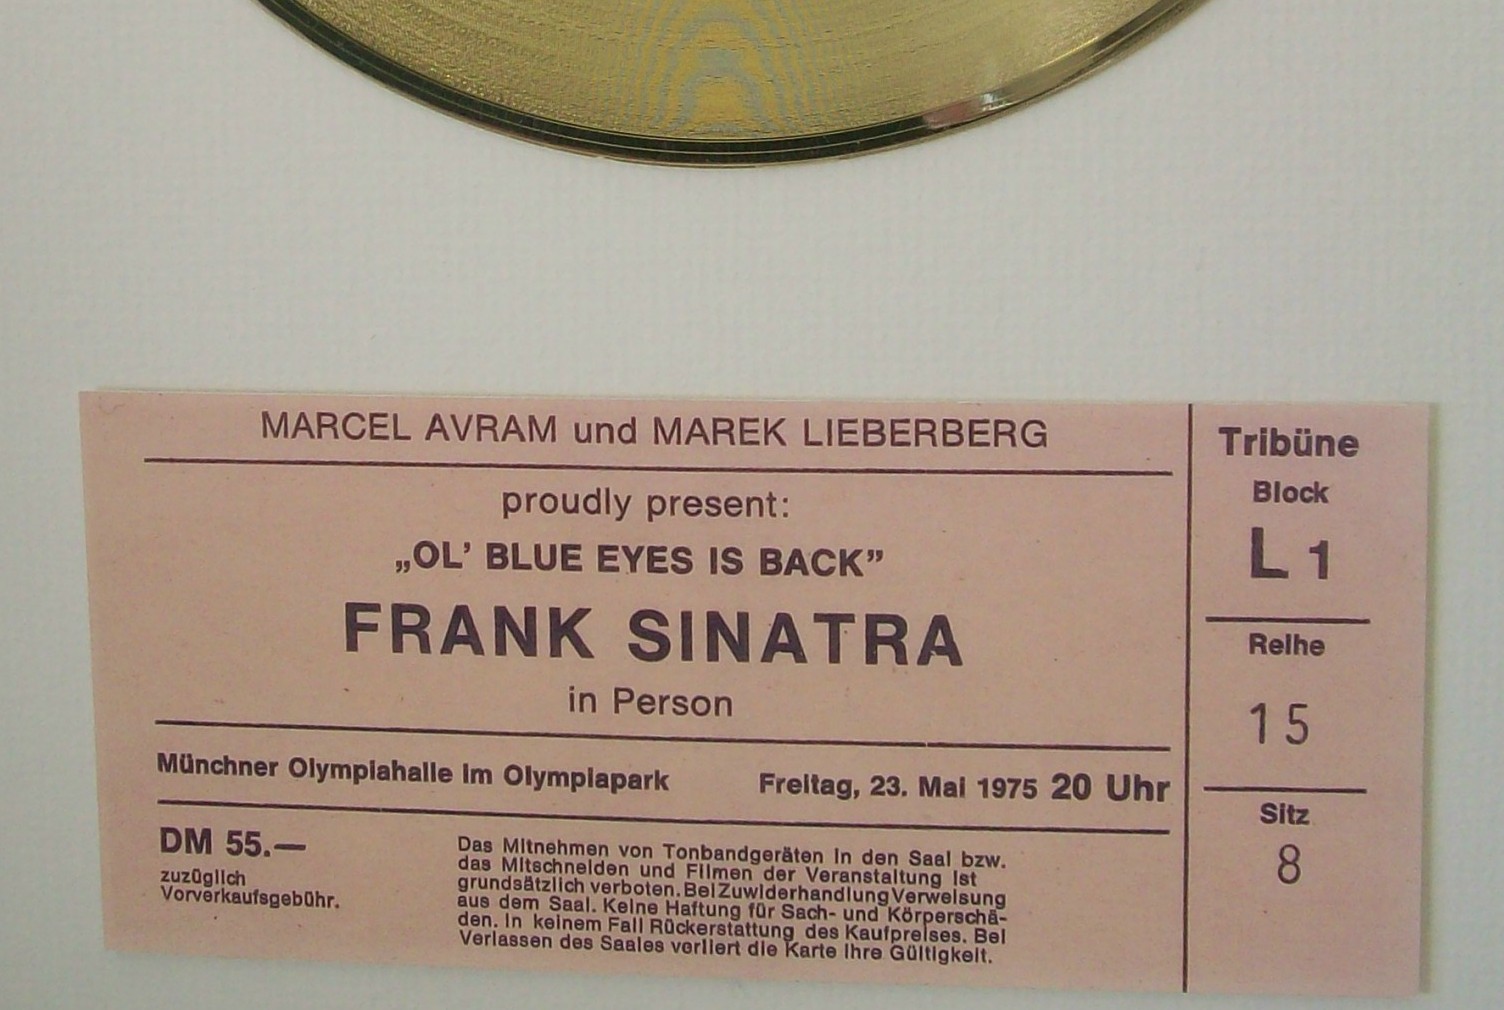 MARCEL AVRAM und MAREK LIEBERBERG
proudly present:
„OL’ BLUE EYES IS BACK”
FRANK SINATRA
in Person
Münchner Olympiahalle im Olympiapark
Freitag, 23. Mai 1975 20 Uhr
DM 55.—
zuzüglich
Vorverkaufsgebühr.
Das Mitnehmen von Tonbandgeräten in den Saal bzw.
das Mitschneiden und Filmen der Veranstaltung ist
grundsätzlich verboten. Bei Zuwiderhandlung Verweisung
aus dem Saal. Keine Haftung für Sach- und Körperschä-
den. In keinem Fall Rückerstattung des Kaufpreises. Bei
Verlassen des Saales verliert die Karte ihre Gültigkeit.
Tribüne
Block
L 1
Reihe
15
Sitz
8